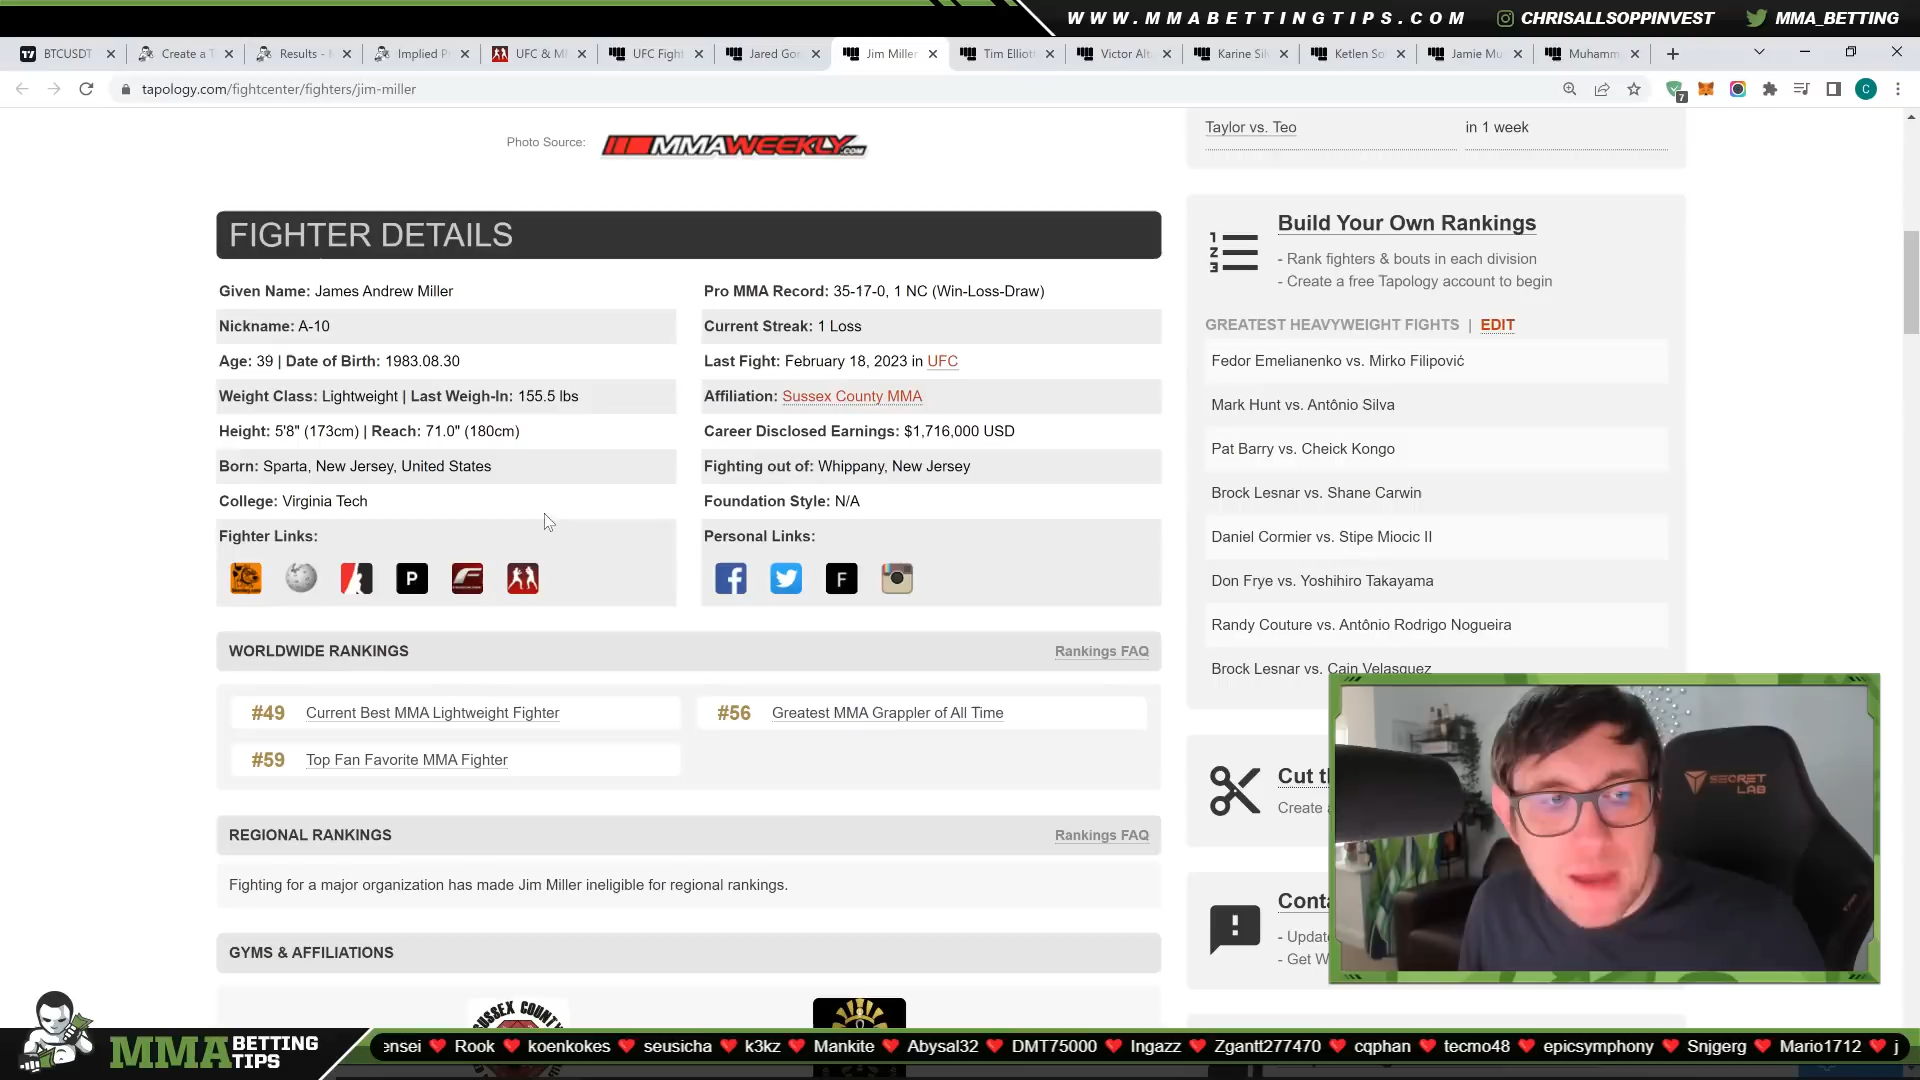 WWW.MMABETTINGTIPS.COM CHRISALLSOPPINVEST MMA_BETTING
BTCUSDT Create a T Results - Implied Pr UFC & M UFC Fight Jared Gor Jim Miller Tim Elliott Victor Alt Karine Sil Ketlen So Jamie Mu Muhamm
tapology.com/fightcenter/fighters/jim-miller 7 C
Photo Source: MMAWEEKLY.COM
Taylor vs. Teo in 1 week
FIGHTER DETAILS
Given Name: James Andrew Miller
Pro MMA Record: 35-17-0, 1 NC (Win-Loss-Draw)
Nickname: A-10
Current Streak: 1 Loss
Age: 39 | Date of Birth: 1983.08.30
Last Fight: February 18, 2023 in UFC
Weight Class: Lightweight | Last Weigh-In: 155.5 lbs
Affiliation: Sussex County MMA
Height: 5'8" (173cm) | Reach: 71.0" (180cm)
Career Disclosed Earnings: $1,716,000 USD
Born: Sparta, New Jersey, United States
Fighting out of: Whippany, New Jersey
College: Virginia Tech
Foundation Style: N/A
Fighter Links:
Personal Links:
P F
WORLDWIDE RANKINGS Rankings FAQ
#49 Current Best MMA Lightweight Fighter
#56 Greatest MMA Grappler of All Time
#59 Top Fan Favorite MMA Fighter
REGIONAL RANKINGS Rankings FAQ
Fighting for a major organization has made Jim Miller ineligible for regional rankings.
GYMS & AFFILIATIONS
SUSSEX COUNTY
1 2 3
Build Your Own Rankings
- Rank fighters & bouts in each division
- Create a free Tapology account to begin
GREATEST HEAVYWEIGHT FIGHTS | EDIT
Fedor Emelianenko vs. Mirko Filipović
Mark Hunt vs. Antônio Silva
Pat Barry vs. Cheick Kongo
Brock Lesnar vs. Shane Carwin
Daniel Cormier vs. Stipe Miocic II
Don Frye vs. Yoshihiro Takayama
Randy Couture vs. Antônio Rodrigo Nogueira
Brock Lesnar vs. Cain Velasquez
Cut t
Create
Conta
- Updat
- Get W
SECRET LAB
MMA BETTING TIPS
ensei Rook koenkokes seusicha k3kz Mankite Abysal32 DMT75000 Ingazz Zgantt277470 cqphan tecmo48 epicsymphony Snjgerg Mario1712 j